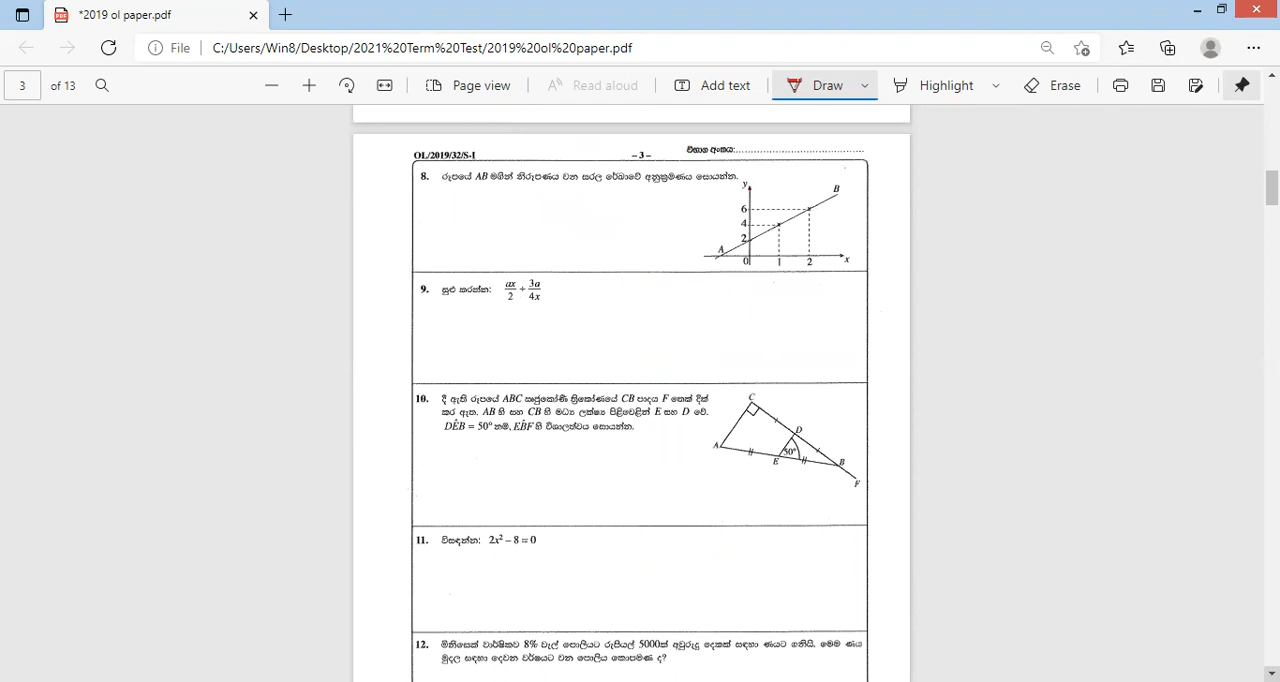 *2019 ol paper.pdf
File C:/Users/Win8/Desktop/2021%20Term%20Test/2019%20ol%20paper.pdf
3 of 13 Page view Read aloud Add text Draw Highlight Erase
OL/2019/32/S-I – 3 – විභාග අංකය:
8. රූපයේ AB මගින් නිරූපණය වන සරල රේඛාවේ අනුක්‍රමණය සොයන්න.
y
B
6
4
2
A
0 1 2 x
9. සුළු කරන්න: ax/2 ÷ 3a/4x
10. දී ඇති රූපයේ ABC ඍජුකෝණී ත්‍රිකෝණයේ CB පාදය F තෙක් දික්
කර ඇත. AB හි සහ CB හි මධ්‍ය ලක්ෂ්‍ය පිළිවෙළින් E සහ D වේ.
DÊB = 50° නම්, EB̂F හි විශාලත්වය සොයන්න.
C
D
A
50°
E
B
F
11. විසඳන්න: 2x² – 8 = 0
12. මිනිසෙක් වාර්ෂිකව 8% වැල් පොලියට රුපියල් 5000ක් අවුරුදු දෙකක් සඳහා ණයට ගනියි. මෙම ණය
මුදල සඳහා දෙවන වර්ෂයට වන පොලිය කොපමණ ද?